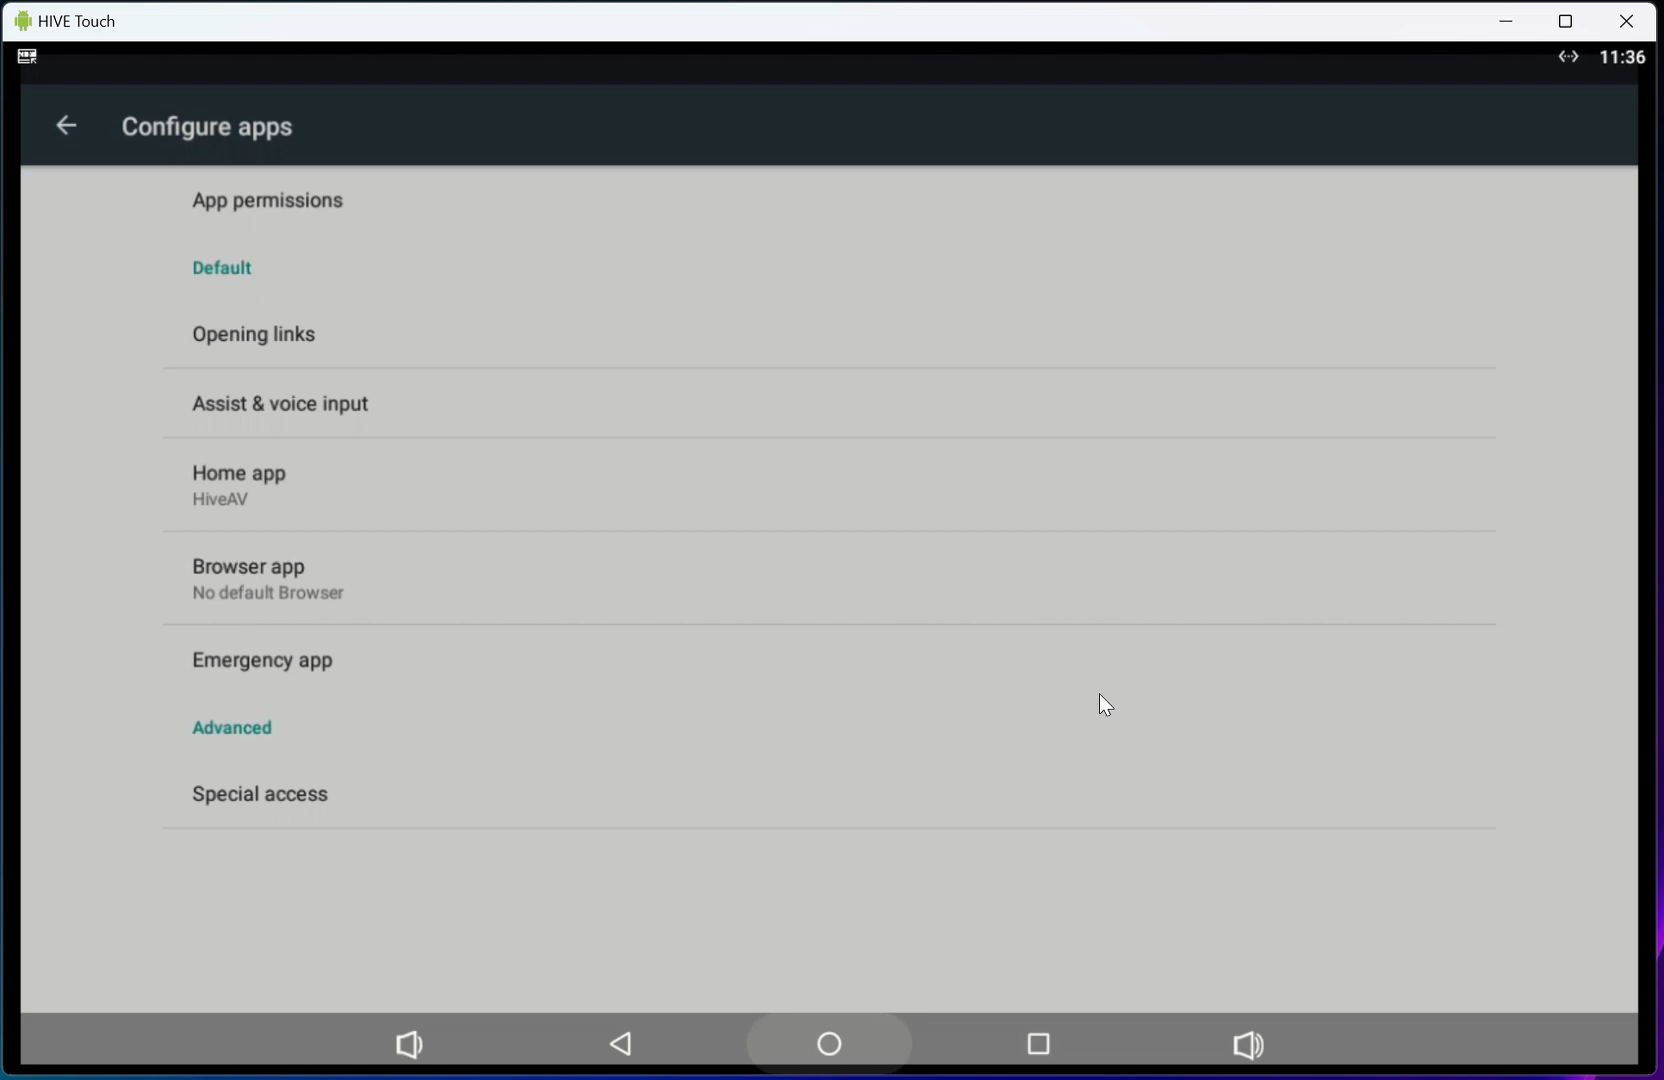 HIVE Touch
11:36
Configure apps
App permissions
Default
Opening links
Assist & voice input
Home app
HiveAV
Browser app
No default Browser
Emergency app
Advanced
Special access